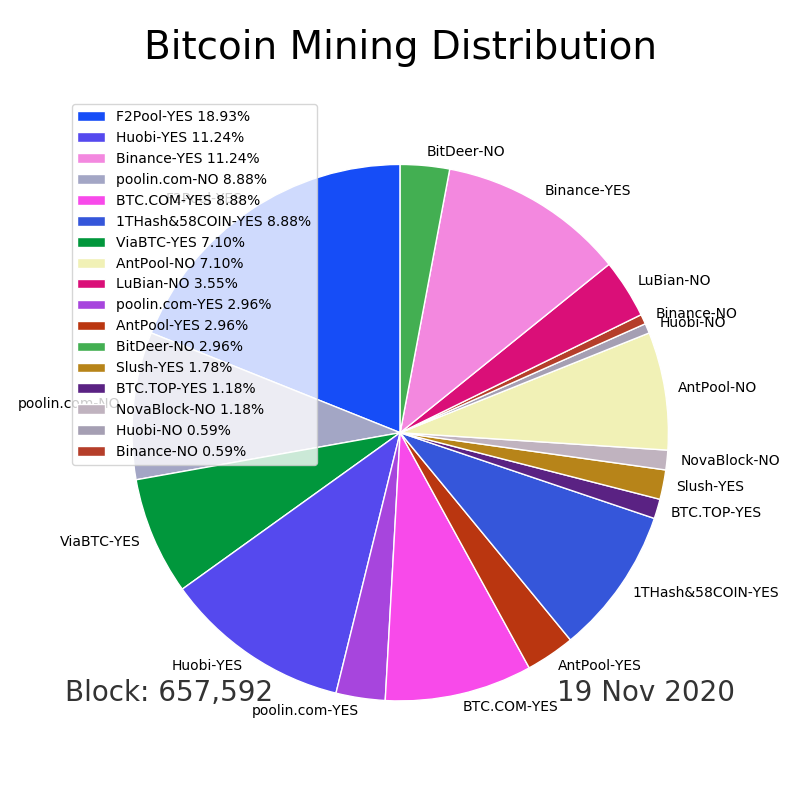 Bitcoin Mining Distribution
F2Pool-YES 18.93%
Huobi-YES 11.24%
Binance-YES 11.24%
poolin.com-NO 8.88%
BTC.COM-YES 8.88%
1THash&58COIN-YES 8.88%
ViaBTC-YES 7.10%
AntPool-NO 7.10%
LuBian-NO 3.55%
poolin.com-YES 2.96%
AntPool-YES 2.96%
BitDeer-NO 2.96%
Slush-YES 1.78%
BTC.TOP-YES 1.18%
NovaBlock-NO 1.18%
Huobi-NO 0.59%
Binance-NO 0.59%
BitDeer-NO
Binance-YES
LuBian-NO
Binance-NO
Huobi-NO
AntPool-NO
poolin.com-NO
NovaBlock-NO
Slush-YES
BTC.TOP-YES
ViaBTC-YES
1THash&58COIN-YES
Huobi-YES
AntPool-YES
poolin.com-YES
BTC.COM-YES
Block: 657,592
19 Nov 2020